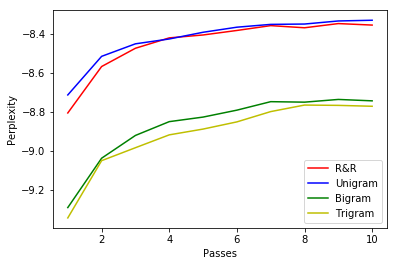 −8.4
−8.6
−8.8
−9.0
−9.2
Perplexity
2 4 6 8 10
Passes
R&R
Unigram
Bigram
Trigram